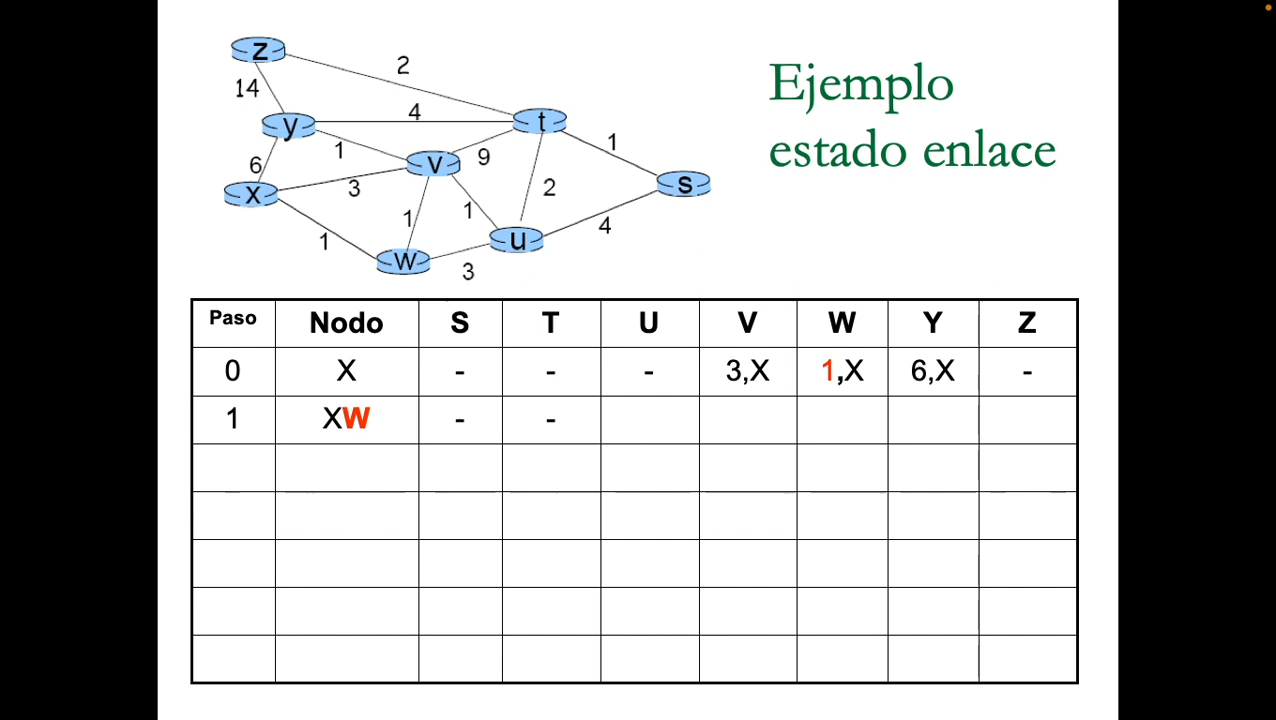 z
2
14
Ejemplo
4
t
y
1
1
9
estado enlace
v
6
s
3
2
x
1
1
4
1
u
w
3
Paso Nodo S T U V W Y Z
0 X - - - 3,X 1,X 6,X -
1 XW - -